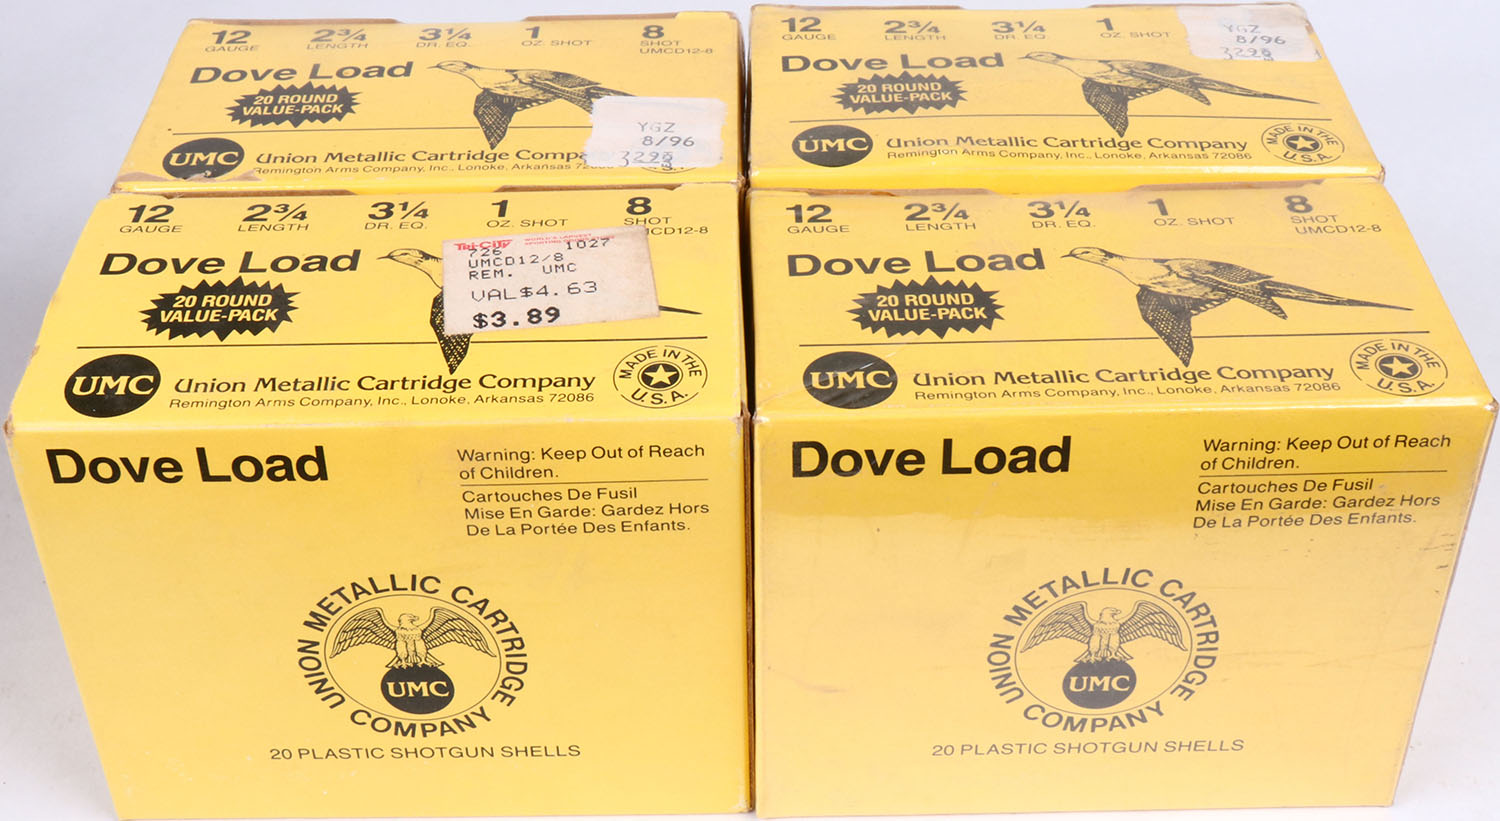 12 2¾ 3¼ 1 8
GAUGE LENGTH DR. EQ. OZ. SHOT SHOT
UMCD12-8
Dove Load
20 ROUND
VALUE-PACK
YGZ
8/96
3298
UMC
Union Metallic Cartridge
Remington Arms Company, Inc., Lonoke, Arkansas
12 2¾ 3¼ 1
GAUGE LENGTH DR. EQ. OZ. SHOT
YGZ
8/96
3298
Dove Load
20 ROUND
VALUE-PACK
UMC
Union Metallic Cartridge Company
Remington Arms Company, Inc., Lonoke, Arkansas 72086
MADE IN THE
U.S.A.
12 2¾ 3¼ 1 8
GAUGE LENGTH DR. EQ. OZ. SHOT SHOT
Dove Load
20 ROUND
VALUE-PACK
TRI-CITY
726 1027
UMCD12/8
REM. UMC
VAL$4.63
$3.89
UMC
Union Metallic Cartridge Company
Remington Arms Company, Inc., Lonoke, Arkansas 72086
MADE IN THE
U.S.A.
Dove Load
Warning: Keep Out of Reach
of Children.
Cartouches De Fusil
Mise En Garde: Gardez Hors
De La Portée Des Enfants.
UNION METALLIC CARTRIDGE
COMPANY
UMC
20 PLASTIC SHOTGUN SHELLS
12 2¾ 3¼ 1 8
GAUGE LENGTH DR. EQ. OZ. SHOT SHOT
UMCD12-8
Dove Load
20 ROUND
VALUE-PACK
UMC
Union Metallic Cartridge Company
Remington Arms Company, Inc., Lonoke, Arkansas 72086
MADE IN THE
U.S.A.
Dove Load
Warning: Keep Out of Reach
of Children.
Cartouches De Fusil
Mise En Garde: Gardez Hors
De La Portée Des Enfants.
UNION METALLIC CARTRIDGE
COMPANY
UMC
20 PLASTIC SHOTGUN SHELLS